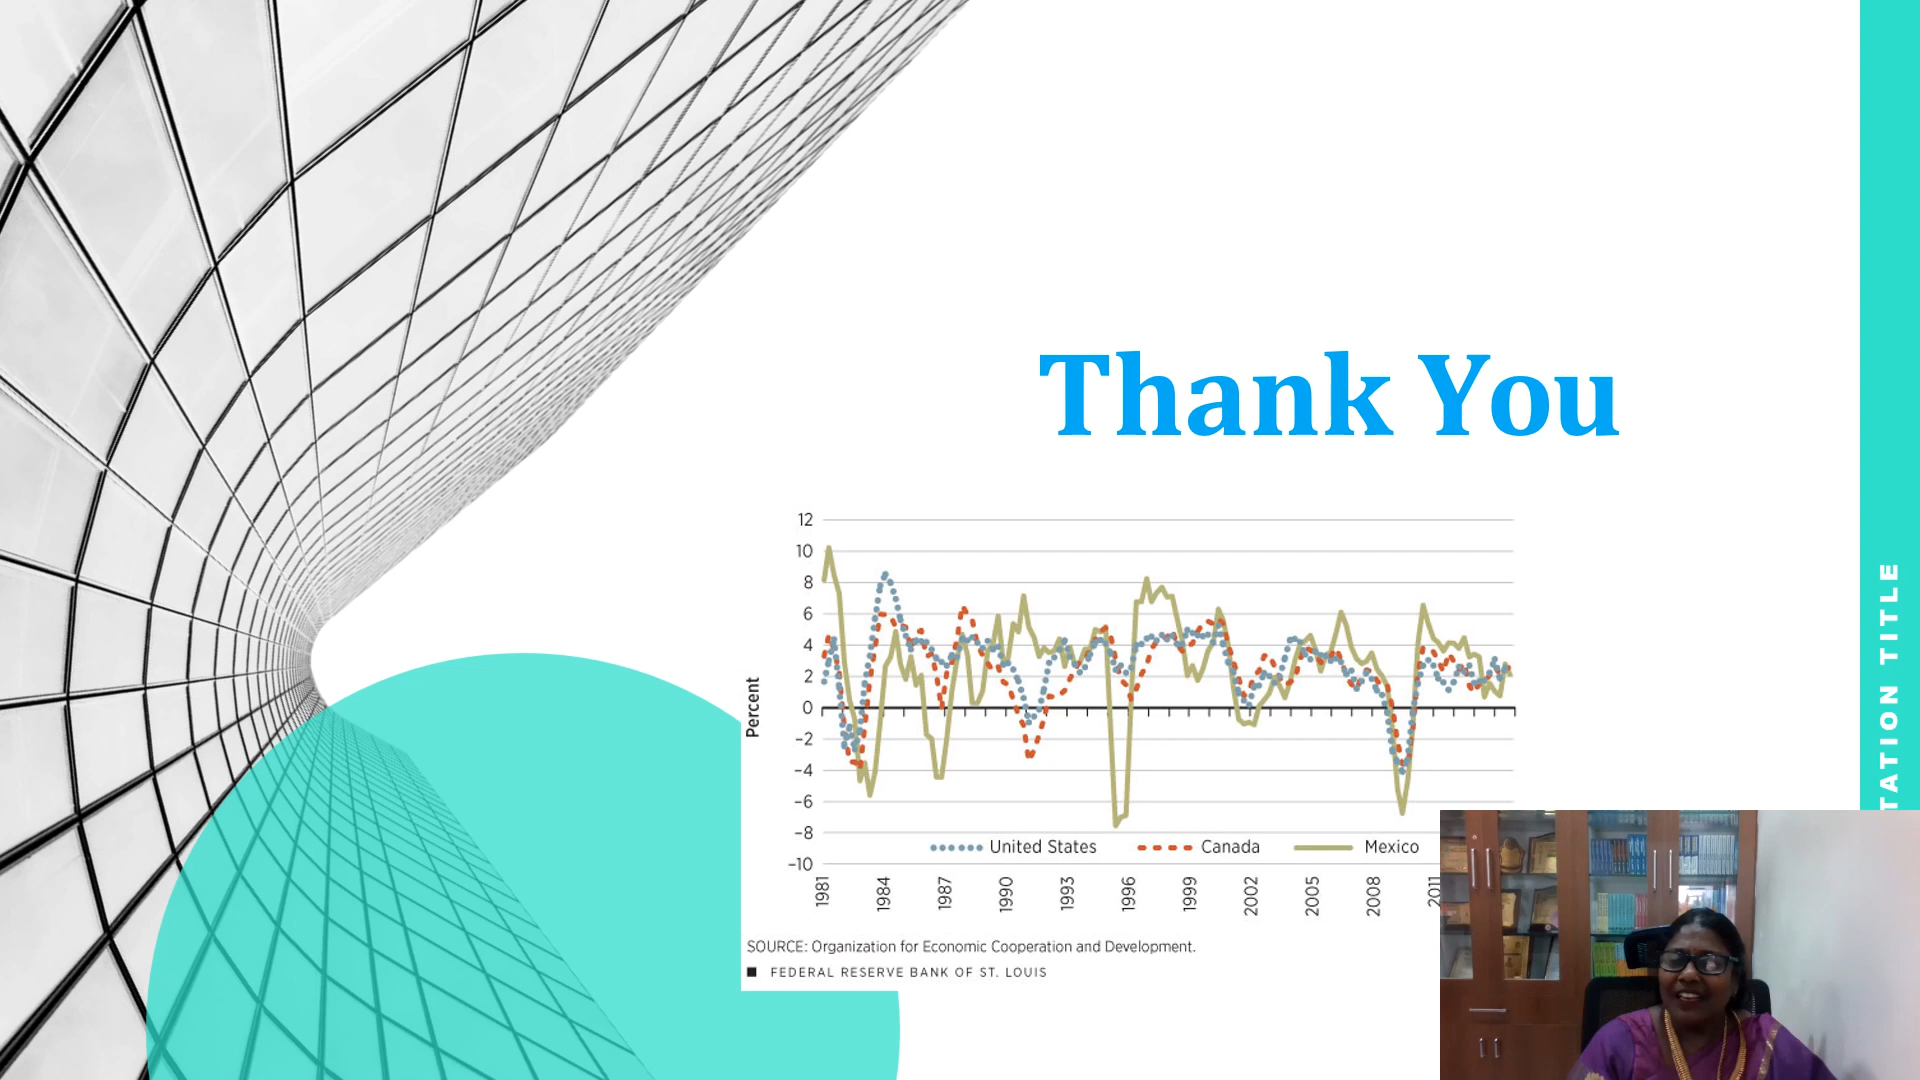 Thank You
12
10
8
6
4
2
0
−2
−4
−6
−8
−10
Percent
United States Canada Mexico
1981 1984 1987 1990 1993 1996 1999 2002 2005 2008 2011
SOURCE: Organization for Economic Cooperation and Development.
FEDERAL RESERVE BANK OF ST. LOUIS
TATION TITLE